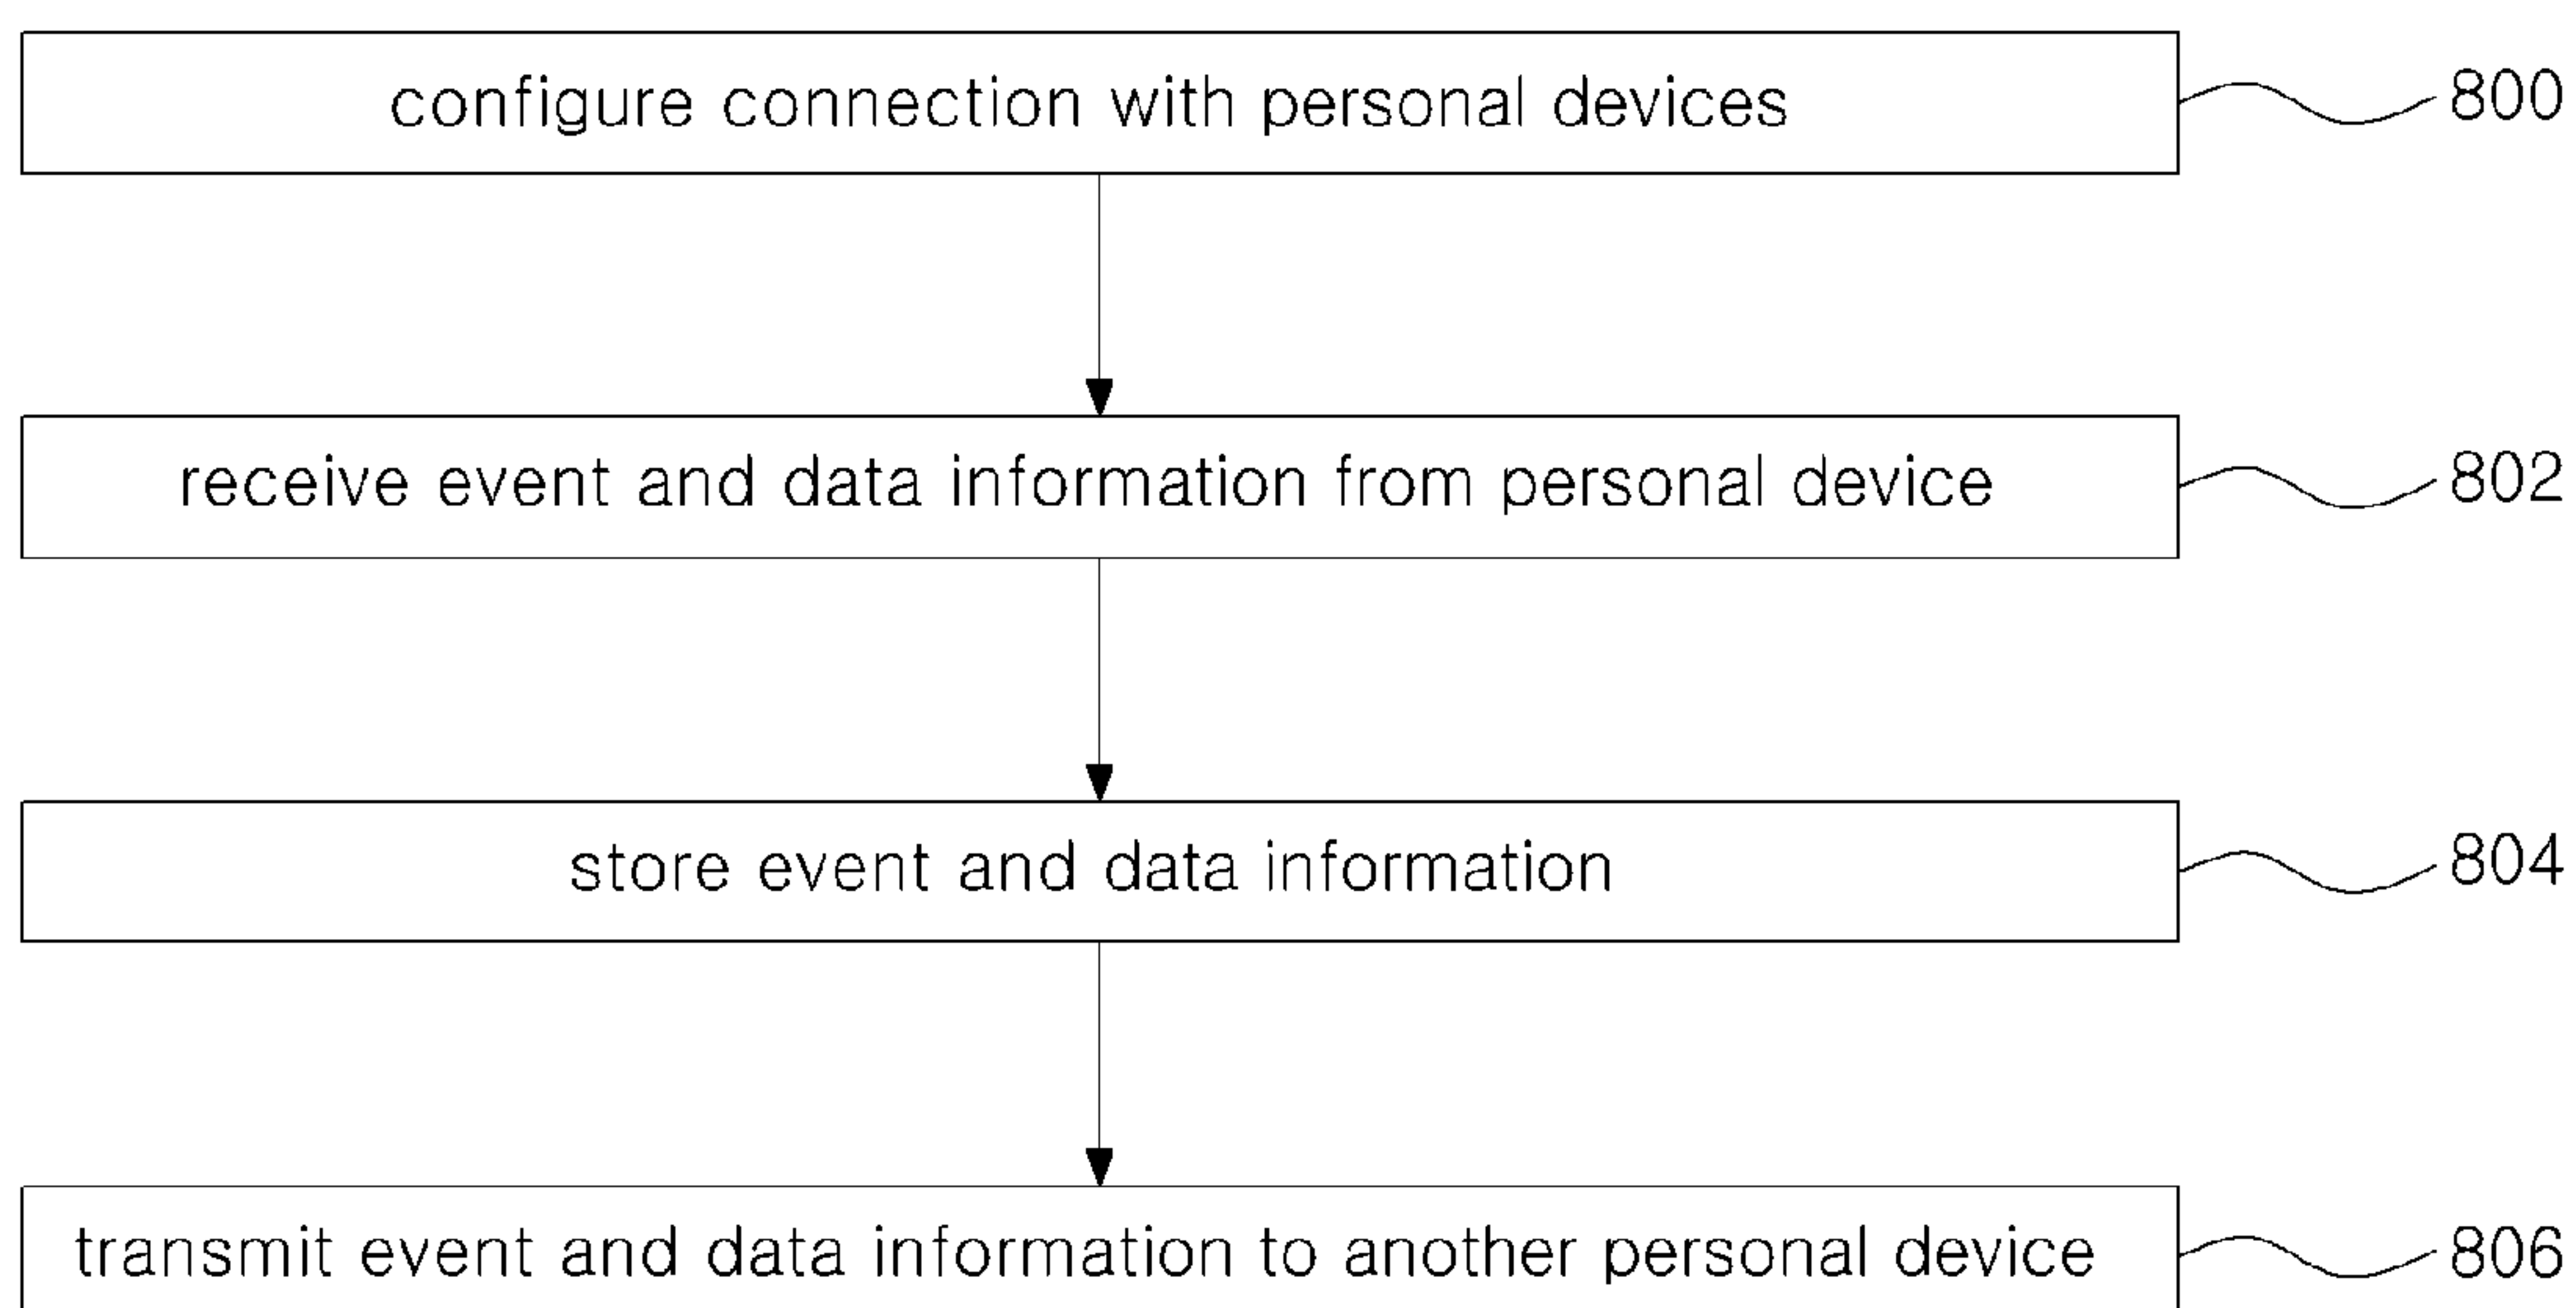 configure connection with personal devices 800
receive event and data information from personal device 802
store event and data information 804
transmit event and data information to another personal device 806